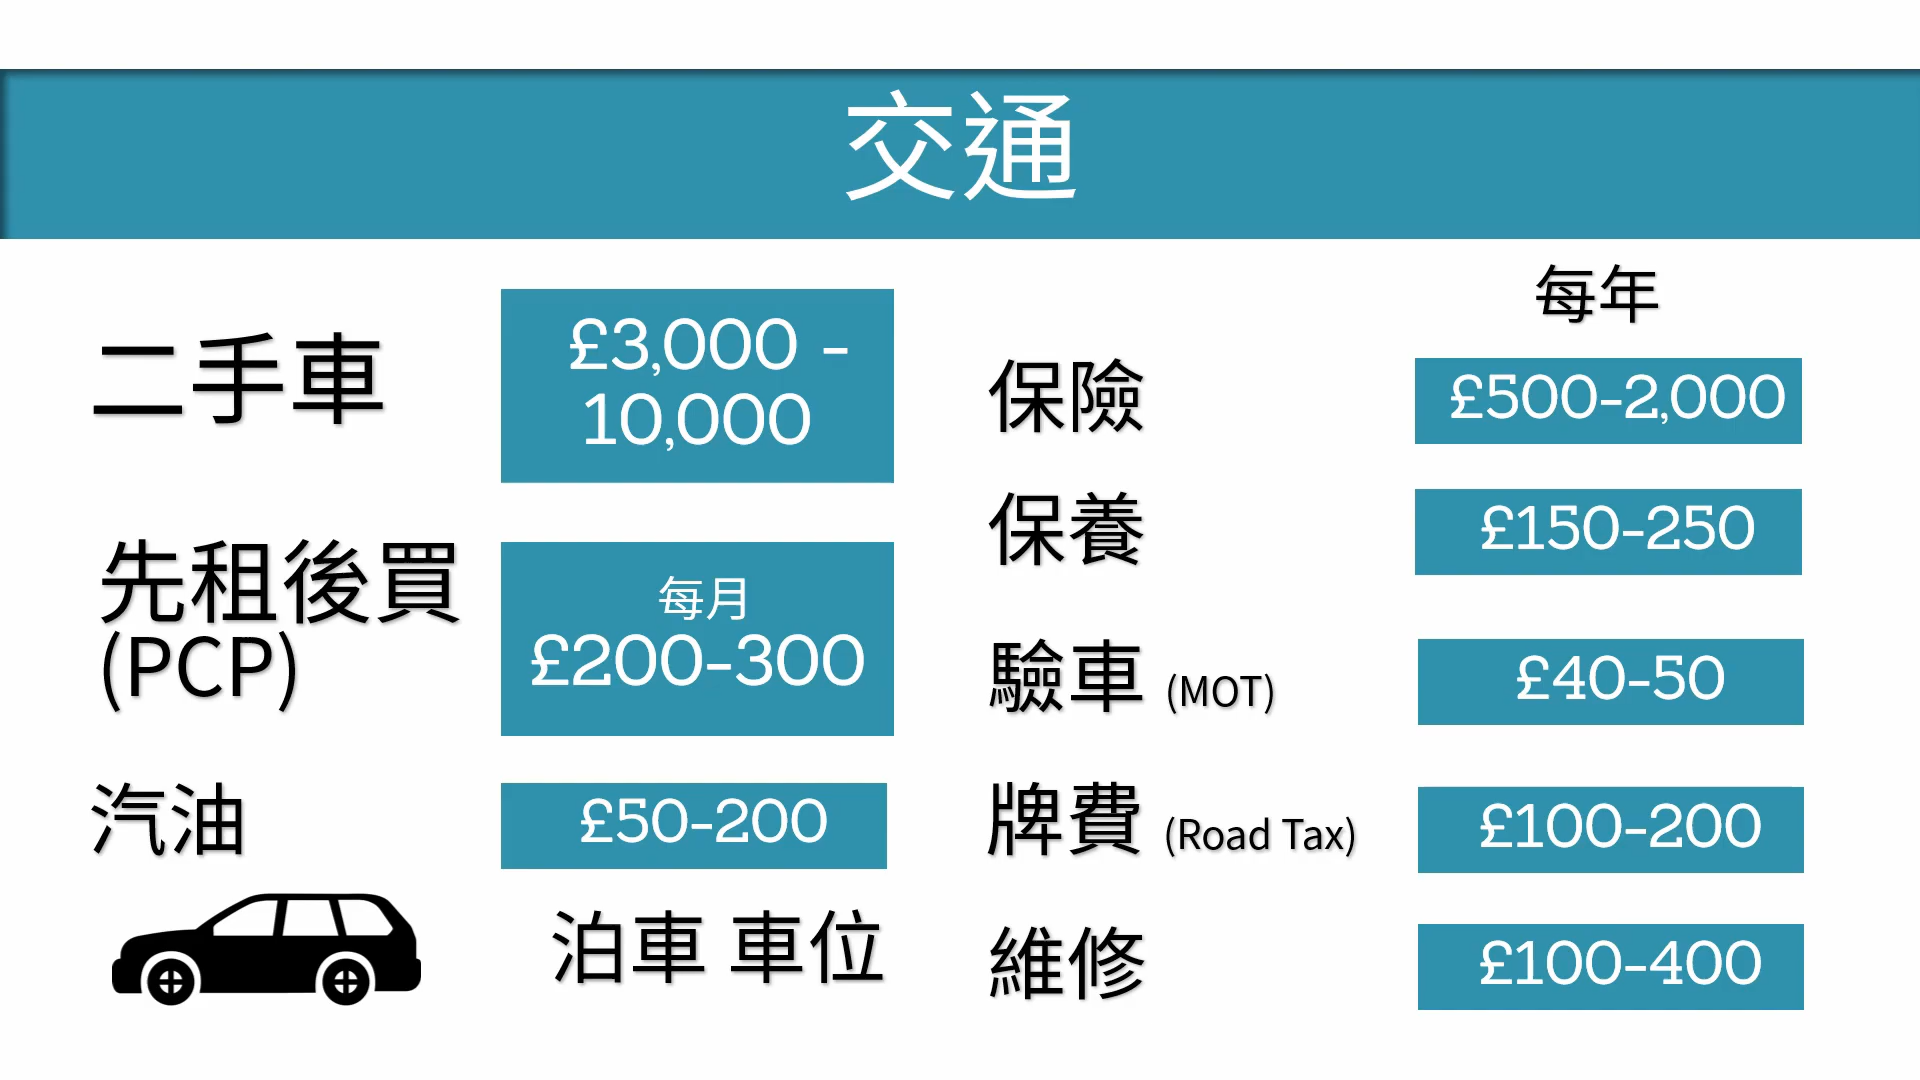 交通
二手車
£3,000 -
10,000
先租後買
(PCP)
每月
£200-300
汽油
£50-200
泊車 車位
每年
保險
£500-2,000
保養
£150-250
驗車 (MOT)
£40-50
牌費 (Road Tax)
£100-200
維修
£100-400